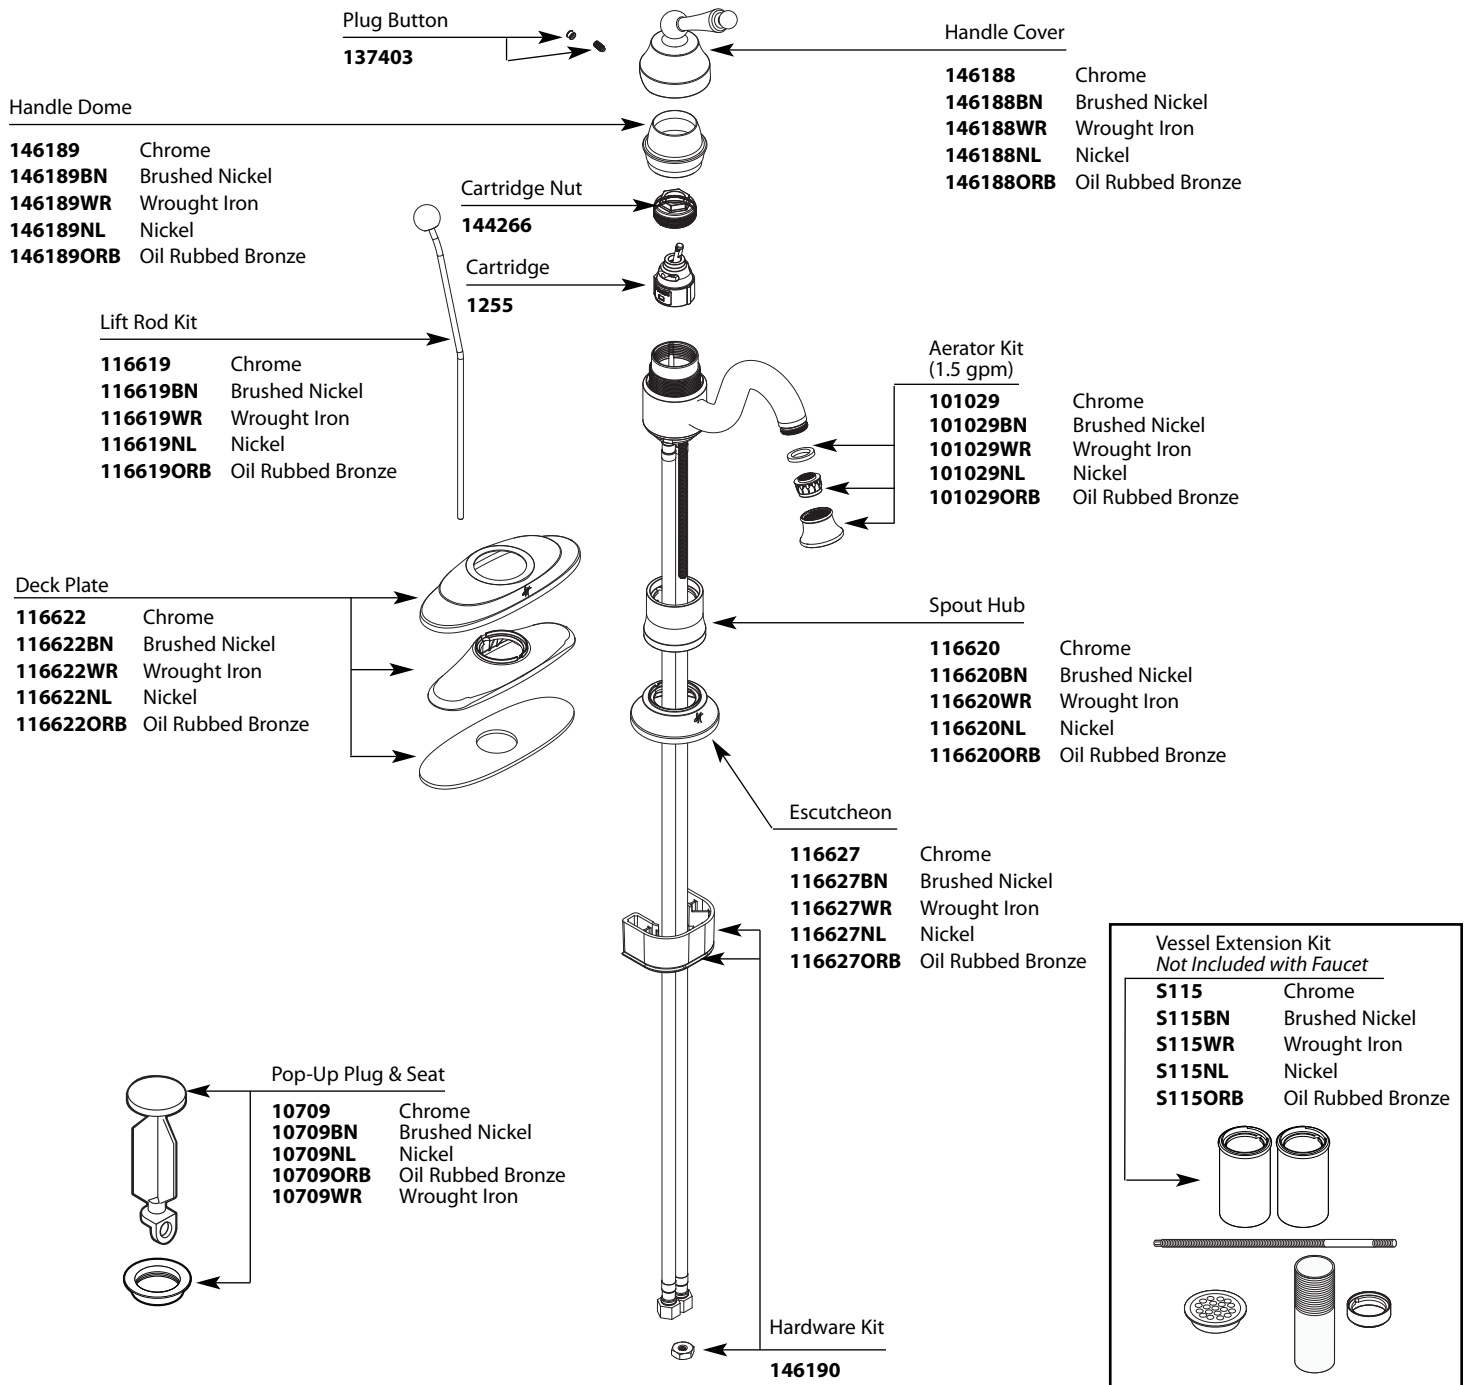 Plug Button
137403
Handle Cover
146188 Chrome
146188BN Brushed Nickel
146188WR Wrought Iron
146188NL Nickel
146188ORB Oil Rubbed Bronze
Handle Dome
146189 Chrome
146189BN Brushed Nickel
146189WR Wrought Iron
146189NL Nickel
146189ORB Oil Rubbed Bronze
Cartridge Nut
144266
Cartridge
1255
Lift Rod Kit
116619 Chrome
116619BN Brushed Nickel
116619WR Wrought Iron
116619NL Nickel
116619ORB Oil Rubbed Bronze
Aerator Kit
(1.5 gpm)
101029 Chrome
101029BN Brushed Nickel
101029WR Wrought Iron
101029NL Nickel
101029ORB Oil Rubbed Bronze
Deck Plate
116622 Chrome
116622BN Brushed Nickel
116622WR Wrought Iron
116622NL Nickel
116622ORB Oil Rubbed Bronze
Spout Hub
116620 Chrome
116620BN Brushed Nickel
116620WR Wrought Iron
116620NL Nickel
116620ORB Oil Rubbed Bronze
Escutcheon
116627 Chrome
116627BN Brushed Nickel
116627WR Wrought Iron
116627NL Nickel
116627ORB Oil Rubbed Bronze
Vessel Extension Kit
Not Included with Faucet
S115 Chrome
S115BN Brushed Nickel
S115WR Wrought Iron
S115NL Nickel
S115ORB Oil Rubbed Bronze
Pop-Up Plug & Seat
10709 Chrome
10709BN Brushed Nickel
10709NL Nickel
10709ORB Oil Rubbed Bronze
10709WR Wrought Iron
Hardware Kit
146190